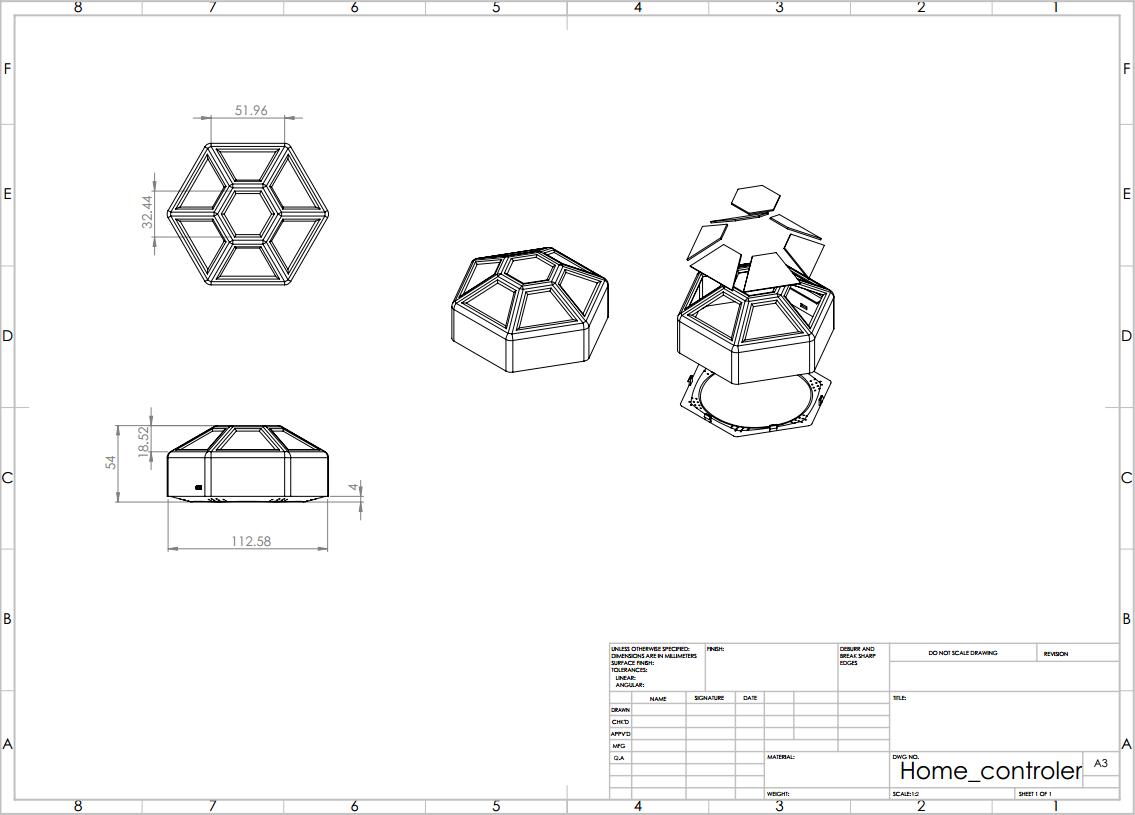 8 7 6 5 4 3 2 1
F F
51.96
E E
32.44
D D
18.52
54
C C
4
112.58
B B
UNLESS OTHERWISE SPECIFIED:
DIMENSIONS ARE IN MILLIMETERS
SURFACE FINISH:
TOLERANCES:
LINEAR:
ANGULAR:
FINISH:
DEBURR AND
BREAK SHARP
EDGES
DO NOT SCALE DRAWING
REVISION
NAME SIGNATURE DATE
TITLE:
DRAWN
CHK'D
APPV'D
MFG
Q.A
MATERIAL:
DWG NO.
Home_controler
A3
A A
WEIGHT:
SCALE:1:2
SHEET 1 OF 1
8 7 6 5 4 3 2 1